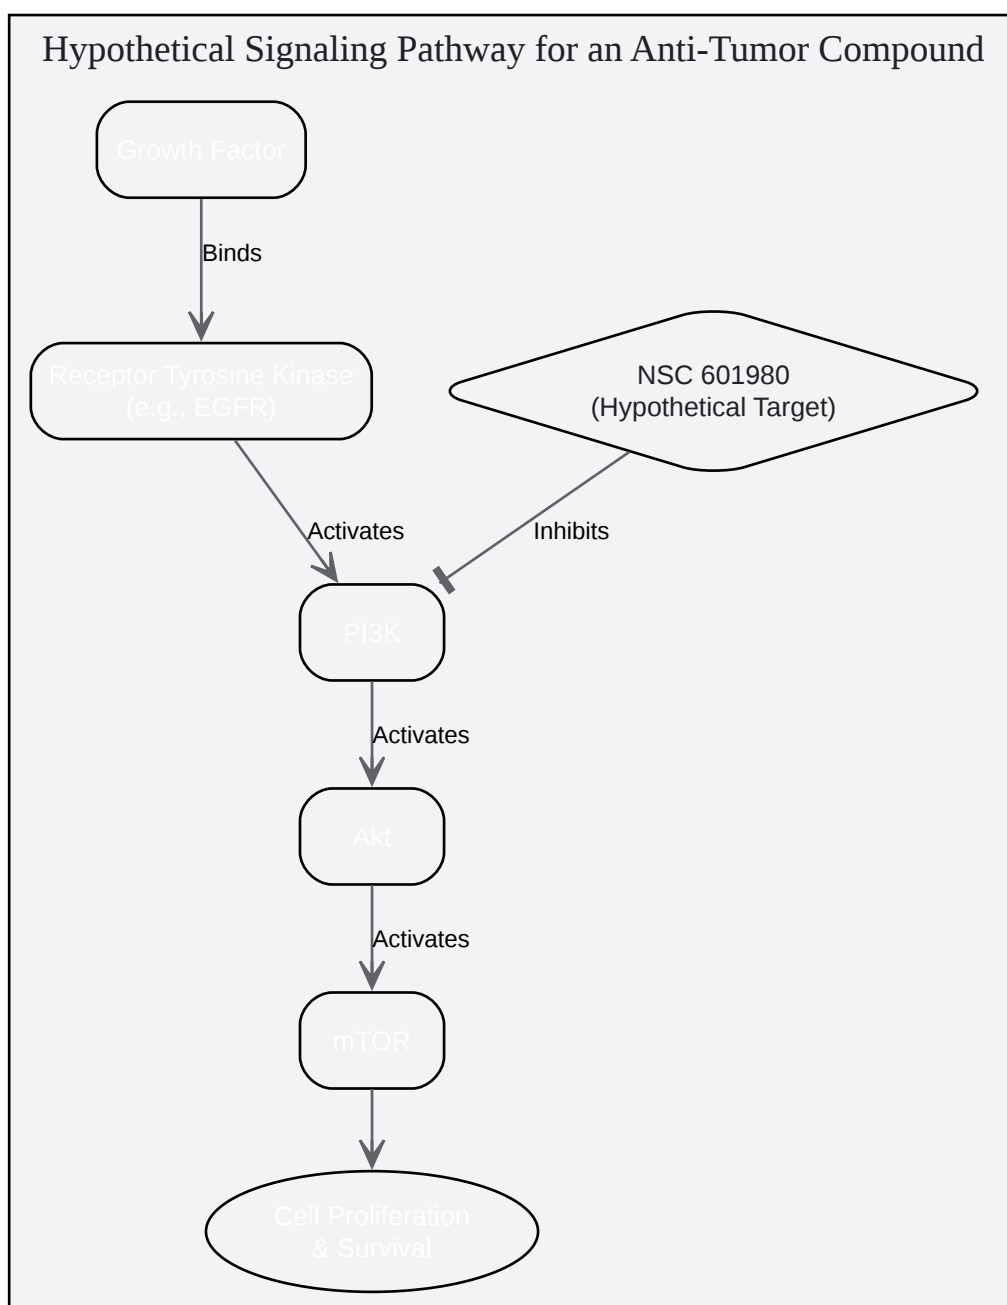 Hypothetical Signaling Pathway for an Anti-Tumor Compound
Growth Factor
Binds
Receptor Tyrosine Kinase
(e.g., EGFR)
NSC 601980
(Hypothetical Target)
Activates
Inhibits
PI3K
Activates
Akt
Activates
mTOR
Cell Proliferation
& Survival